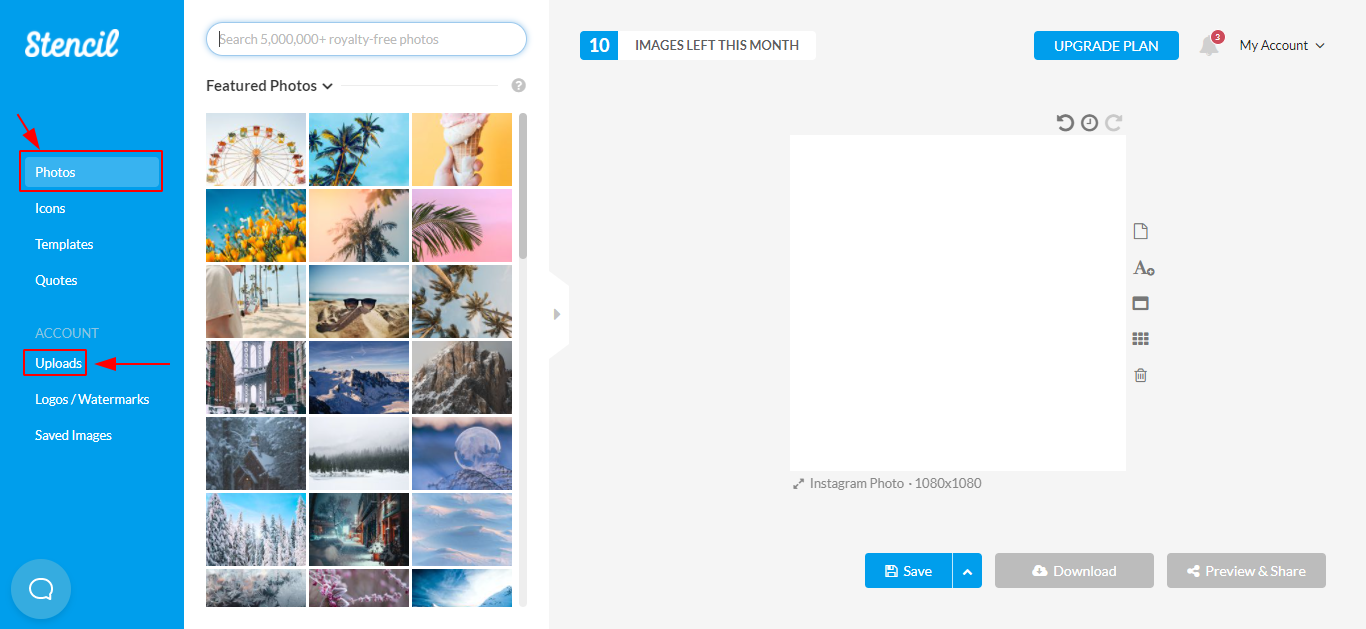 Stencil
Photos
Icons
Templates
Quotes
ACCOUNT
Uploads
Logos / Watermarks
Saved Images
Search 5,000,000+ royalty-free photos
Featured Photos
?
10 IMAGES LEFT THIS MONTH
UPGRADE PLAN
3
My Account
A
Instagram Photo · 1080x1080
Save
Download
Preview & Share